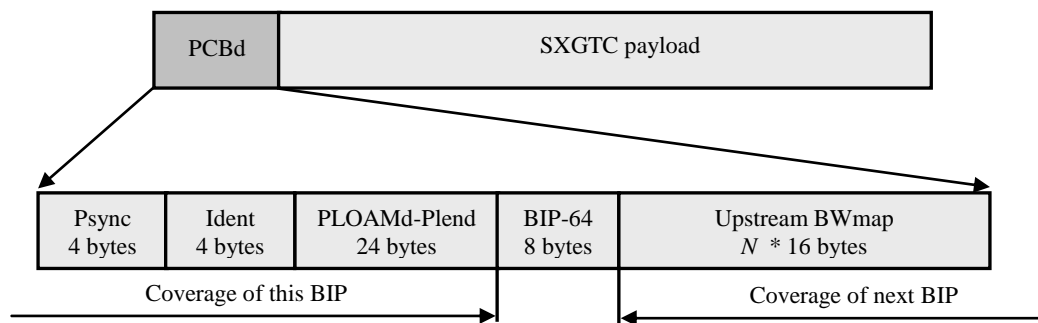 PCBd
SXGTC payload
Psync
4 bytes
Ident
4 bytes
PLOAMd-Plend
24 bytes
BIP-64
8 bytes
Upstream BWmap
N * 16 bytes
Coverage of this BIP
Coverage of next BIP